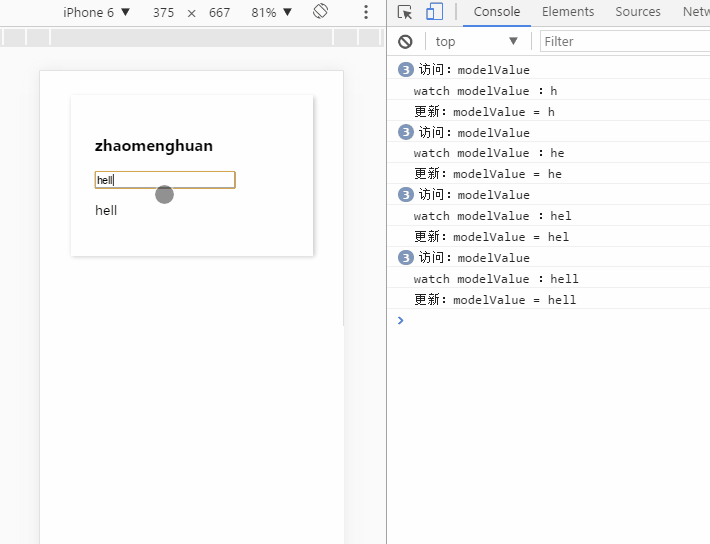 iPhone 6 ▼ 375 × 667 81% ▼
Console Elements Sources Netw
top ▼ Filter
zhaomenghuan
hell
hell
3 访问：modelValue
watch modelValue ：h
更新：modelValue = h
3 访问：modelValue
watch modelValue ：he
更新：modelValue = he
3 访问：modelValue
watch modelValue ：hel
更新：modelValue = hel
3 访问：modelValue
watch modelValue ：hell
更新：modelValue = hell
>